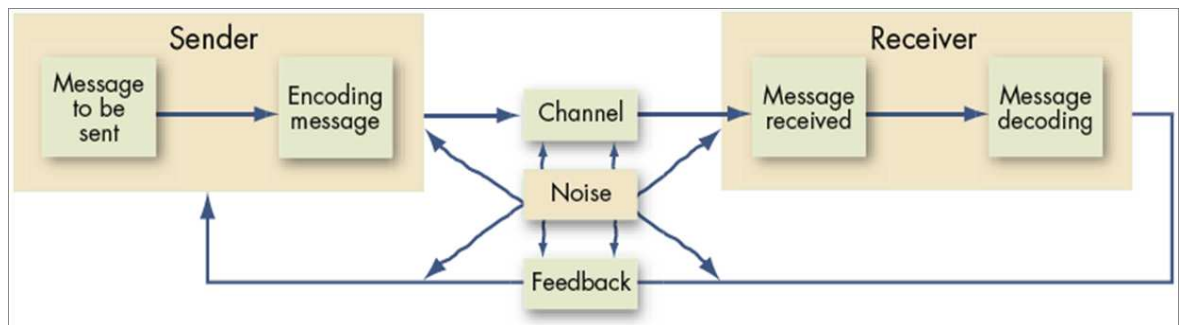 Sender
Message
to be
sent
Encoding
message
Channel
Noise
Feedback
Receiver
Message
received
Message
decoding